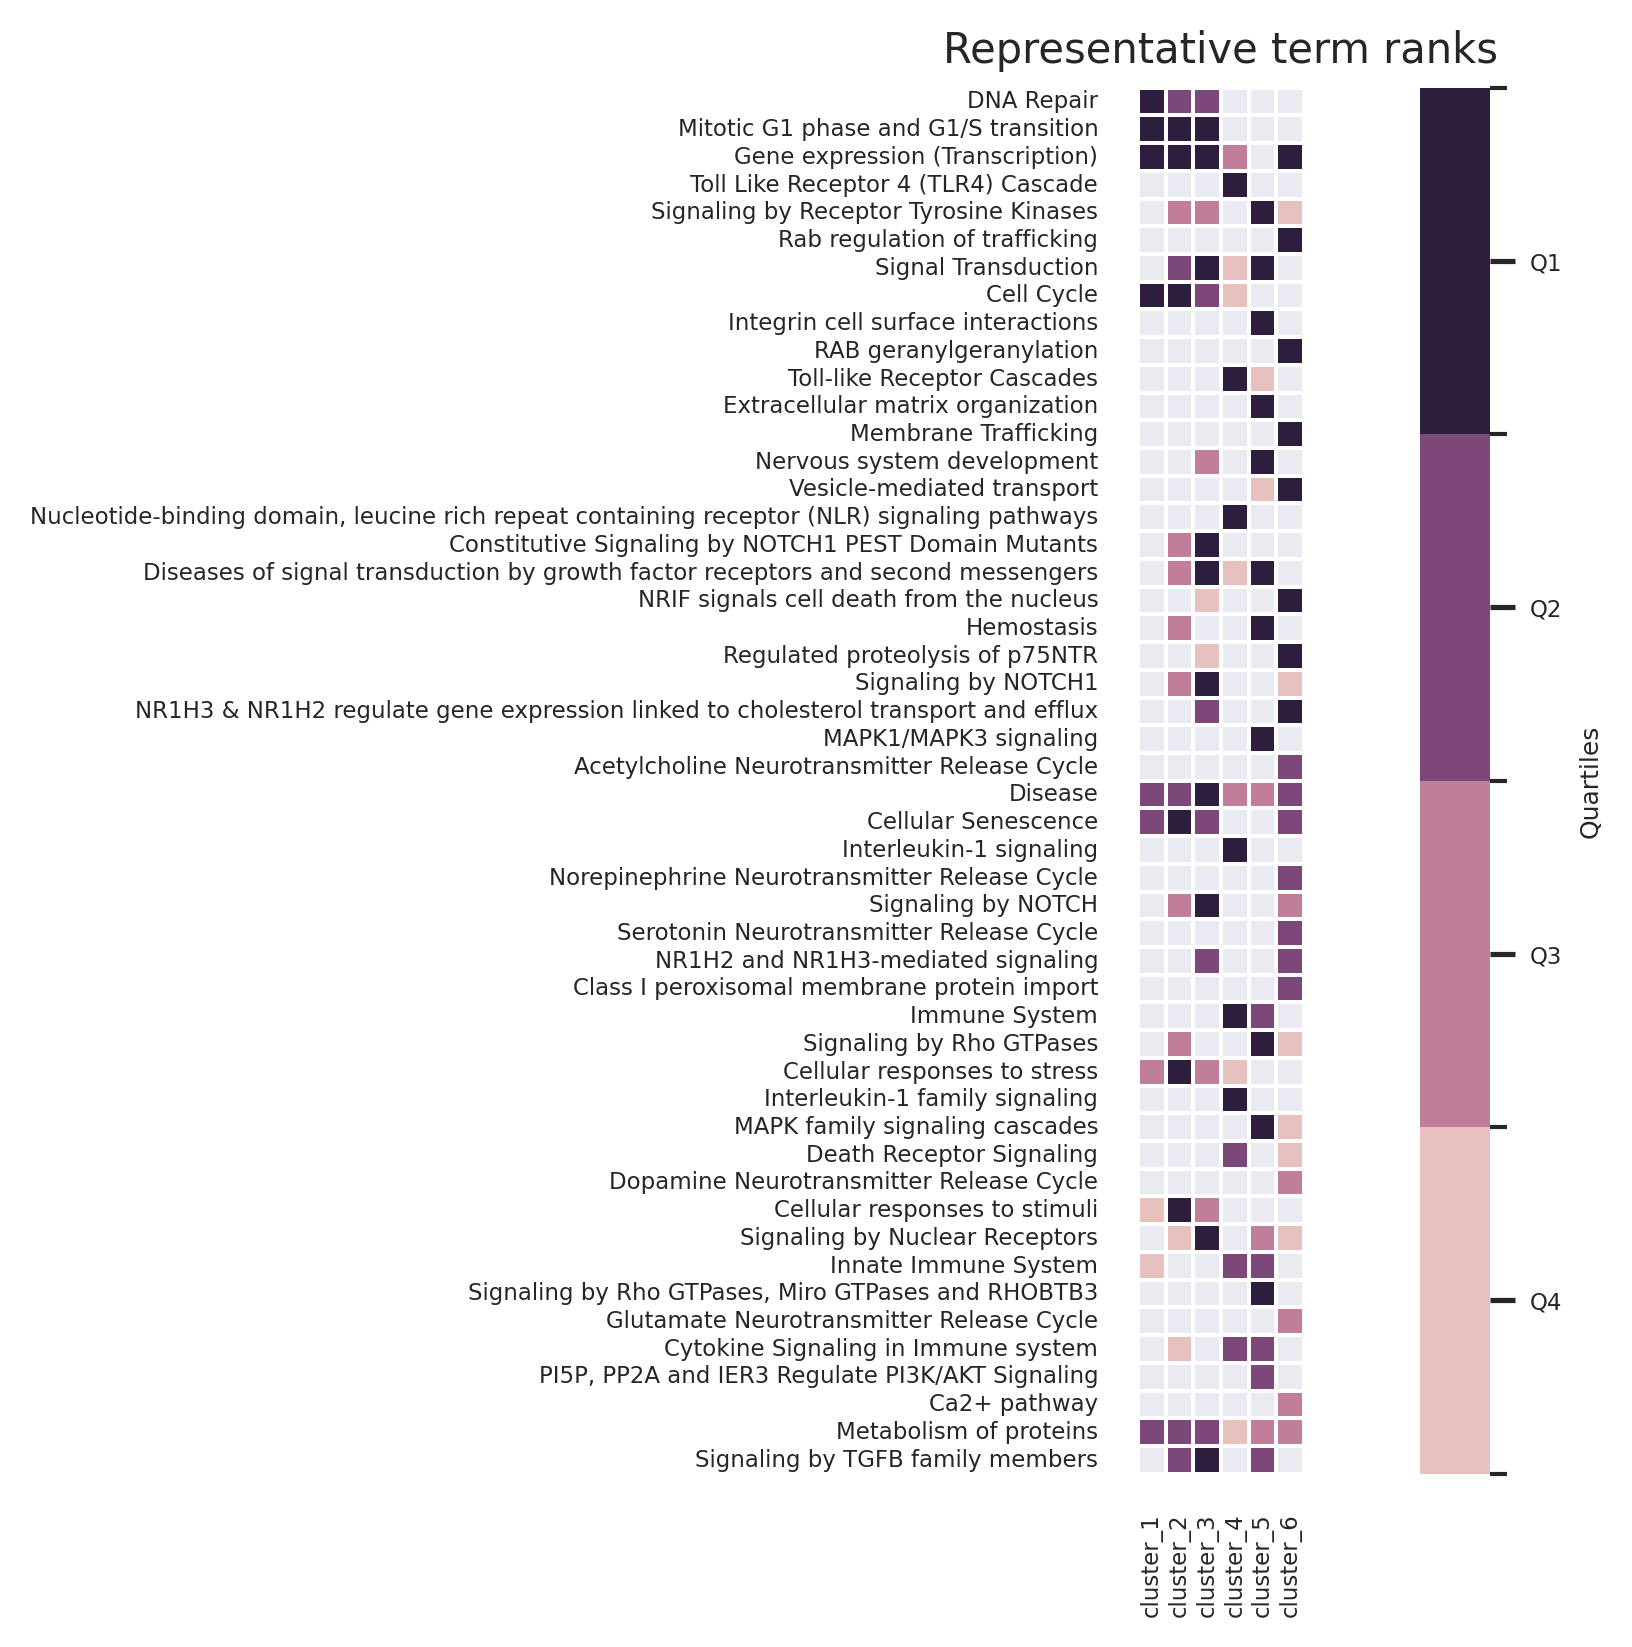 Representative term ranks
DNA Repair
Mitotic G1 phase and G1/S transition
Gene expression (Transcription)
Toll Like Receptor 4 (TLR4) Cascade
Signaling by Receptor Tyrosine Kinases
Rab regulation of trafficking
Signal Transduction
Cell Cycle
Integrin cell surface interactions
RAB geranylgeranylation
Toll-like Receptor Cascades
Extracellular matrix organization
Membrane Trafficking
Nervous system development
Vesicle-mediated transport
Nucleotide-binding domain, leucine rich repeat containing receptor (NLR) signaling pathways
Constitutive Signaling by NOTCH1 PEST Domain Mutants
Diseases of signal transduction by growth factor receptors and second messengers
NRIF signals cell death from the nucleus
Hemostasis
Regulated proteolysis of p75NTR
Signaling by NOTCH1
NR1H3 & NR1H2 regulate gene expression linked to cholesterol transport and efflux
MAPK1/MAPK3 signaling
Acetylcholine Neurotransmitter Release Cycle
Disease
Cellular Senescence
Interleukin-1 signaling
Norepinephrine Neurotransmitter Release Cycle
Signaling by NOTCH
Serotonin Neurotransmitter Release Cycle
NR1H2 and NR1H3-mediated signaling
Class I peroxisomal membrane protein import
Immune System
Signaling by Rho GTPases
Cellular responses to stress
Interleukin-1 family signaling
MAPK family signaling cascades
Death Receptor Signaling
Dopamine Neurotransmitter Release Cycle
Cellular responses to stimuli
Signaling by Nuclear Receptors
Innate Immune System
Signaling by Rho GTPases, Miro GTPases and RHOBTB3
Glutamate Neurotransmitter Release Cycle
Cytokine Signaling in Immune system
PI5P, PP2A and IER3 Regulate PI3K/AKT Signaling
Ca2+ pathway
Metabolism of proteins
Signaling by TGFB family members
cluster_1
cluster_2
cluster_3
cluster_4
cluster_5
cluster_6
Q1
Q2
Q3
Q4
Quartiles